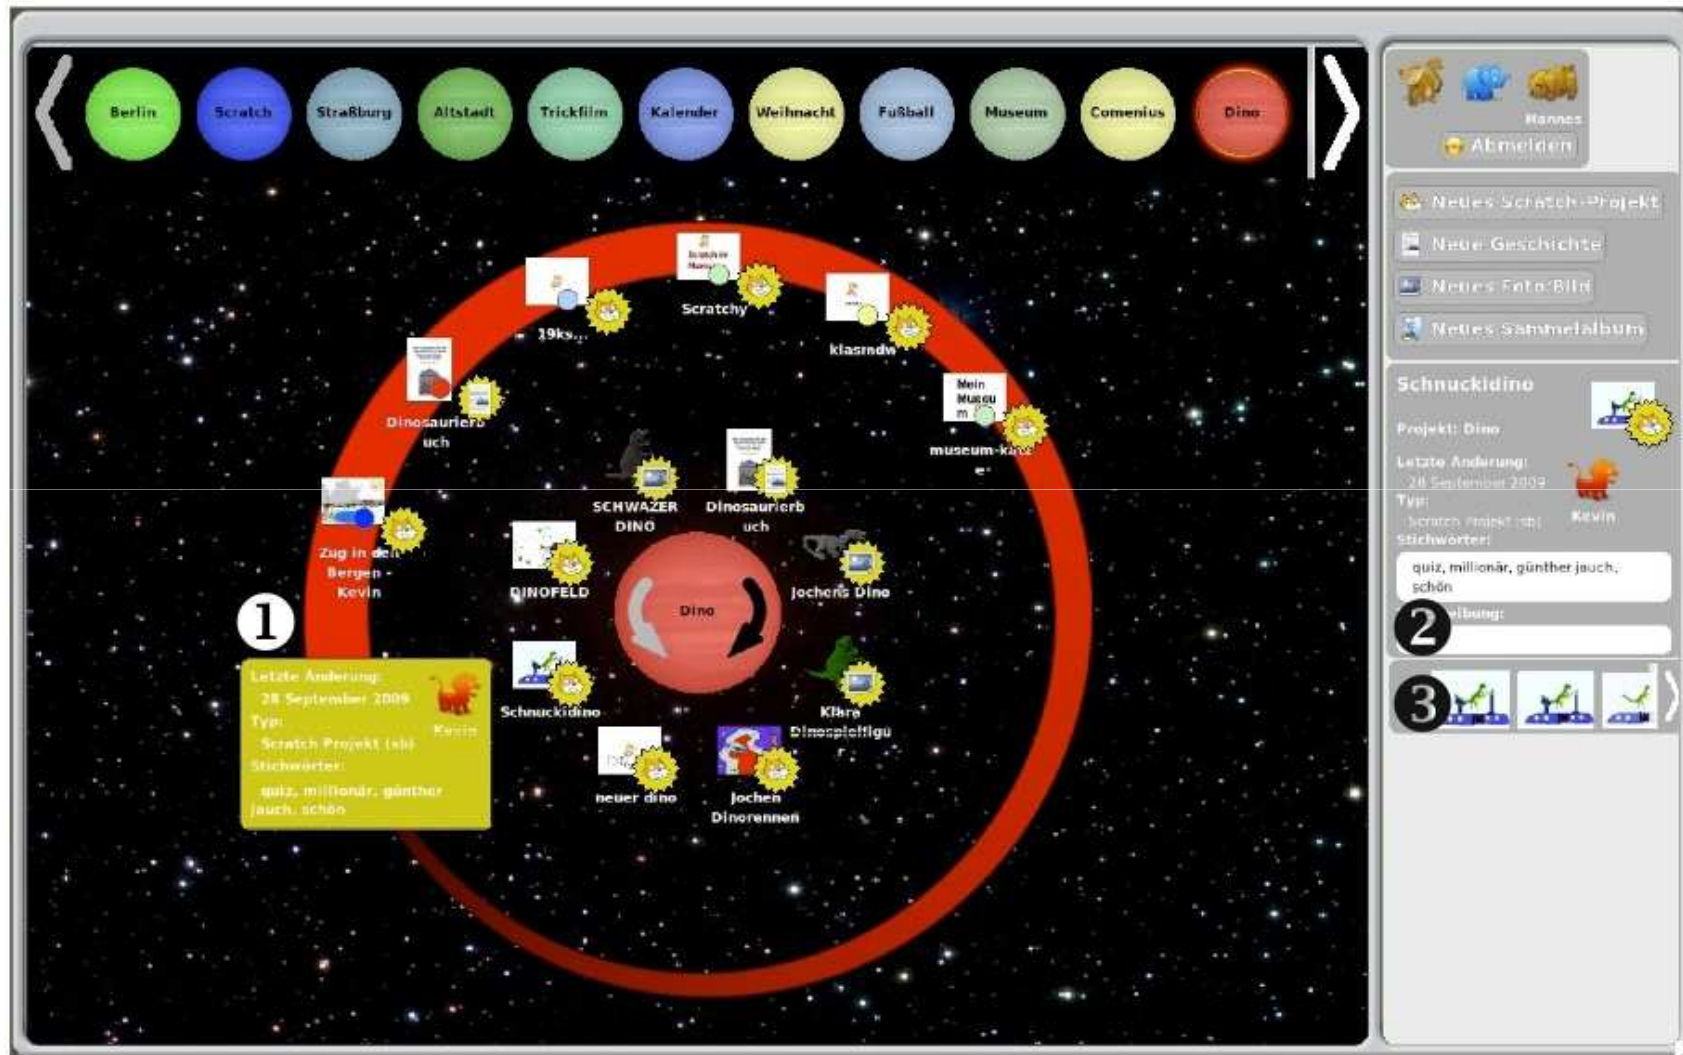 Berlin
Scratch
Straßburg
Altstadt
Trickfilm
Kalender
Weihnacht
Fußball
Museum
Comenius
Dino
Scratchy
19ks...
klasmdw
Dinosaurierb
uch
Mein
Museu
m
museum-ka
e
SCHWAZER
DINO
Dinosaurierb
uch
Zug in den
Bergen -
Kevin
DINOFELD
Jochens Dino
Dino
Schnuckidino
Klara
Dinospielfigu
r
neuer dino
Jochen
Dinorennen
1
Letzte Änderung:
28 September 2009
Typ:
Kevin
Scratch Projekt (sb)
Stichwörter:
quiz, millionär, günther
jauch, schön
Hannes
Abmelden
Neues Scratch-Projekt
Neue Geschichte
Neues Foto/Bild
Neues Sammelalbum
Schnuckidino
Projekt: Dino
Letzte Änderung:
28 September 2009
Typ:
Scratch Projekt (sb)
Kevin
Stichwörter:
quiz, millionär, günther jauch,
schön
2
eibung:
3